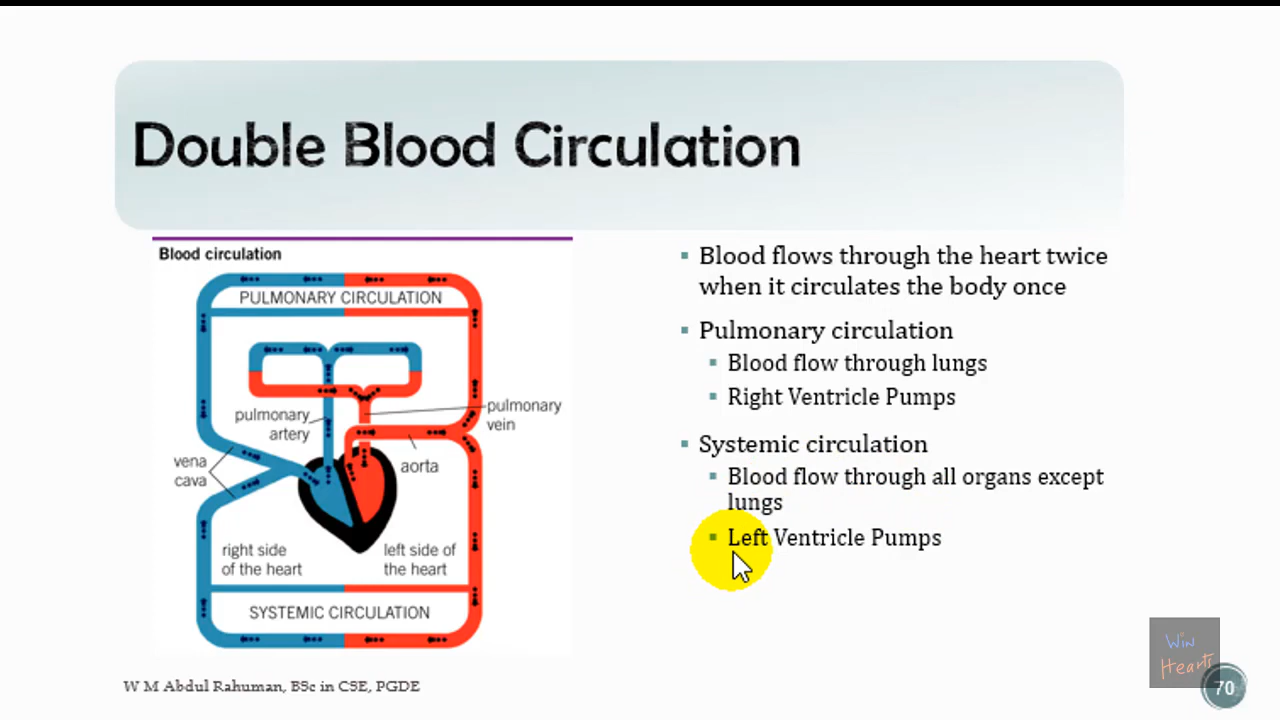 Double Blood Circulation
Blood circulation
PULMONARY CIRCULATION
pulmonary
artery
pulmonary
vein
aorta
vena
cava
right side
of the heart
left side of
the heart
SYSTEMIC CIRCULATION
Blood flows through the heart twice
when it circulates the body once
Pulmonary circulation
Blood flow through lungs
Right Ventricle Pumps
Systemic circulation
Blood flow through all organs except
lungs
Left Ventricle Pumps
W M Abdul Rahuman, BSc in CSE, PGDE
Win
Hearts
70